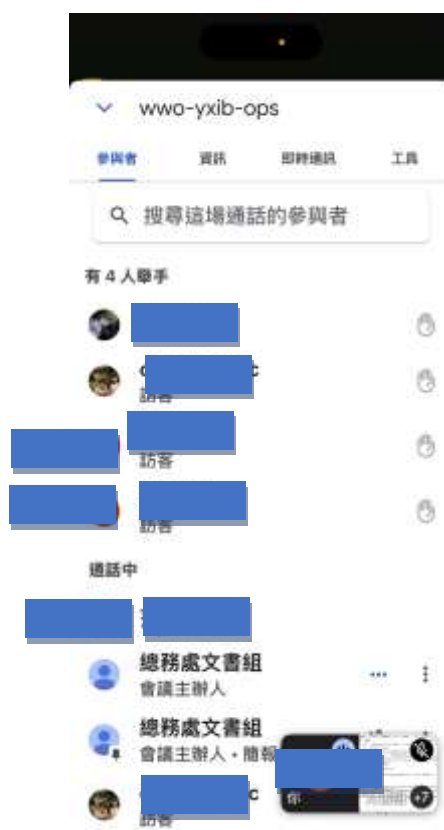 wwo-yxib-ops
參與者 資訊 即時通訊 工具
搜尋這場通話的參與者
有 4 人舉手
c
訪客
訪客
訪客
通話中
總務處文書組
會議主辦人
總務處文書組
會議主辦人・簡報
c
訪客
你
+7